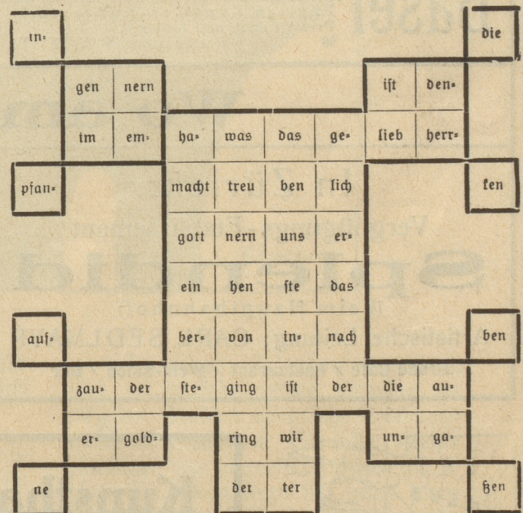 in- die
gen nern ist den-
im em- ha- was das ge- lieb herr-
pfan- macht treu ben lich ken
gott nern uns er-
ein hen ste das
auf- ber- von in- nach ben
zau- der ste- ging ist der die au-
er- gold- ring wir un- ga-
ne der ter ßen